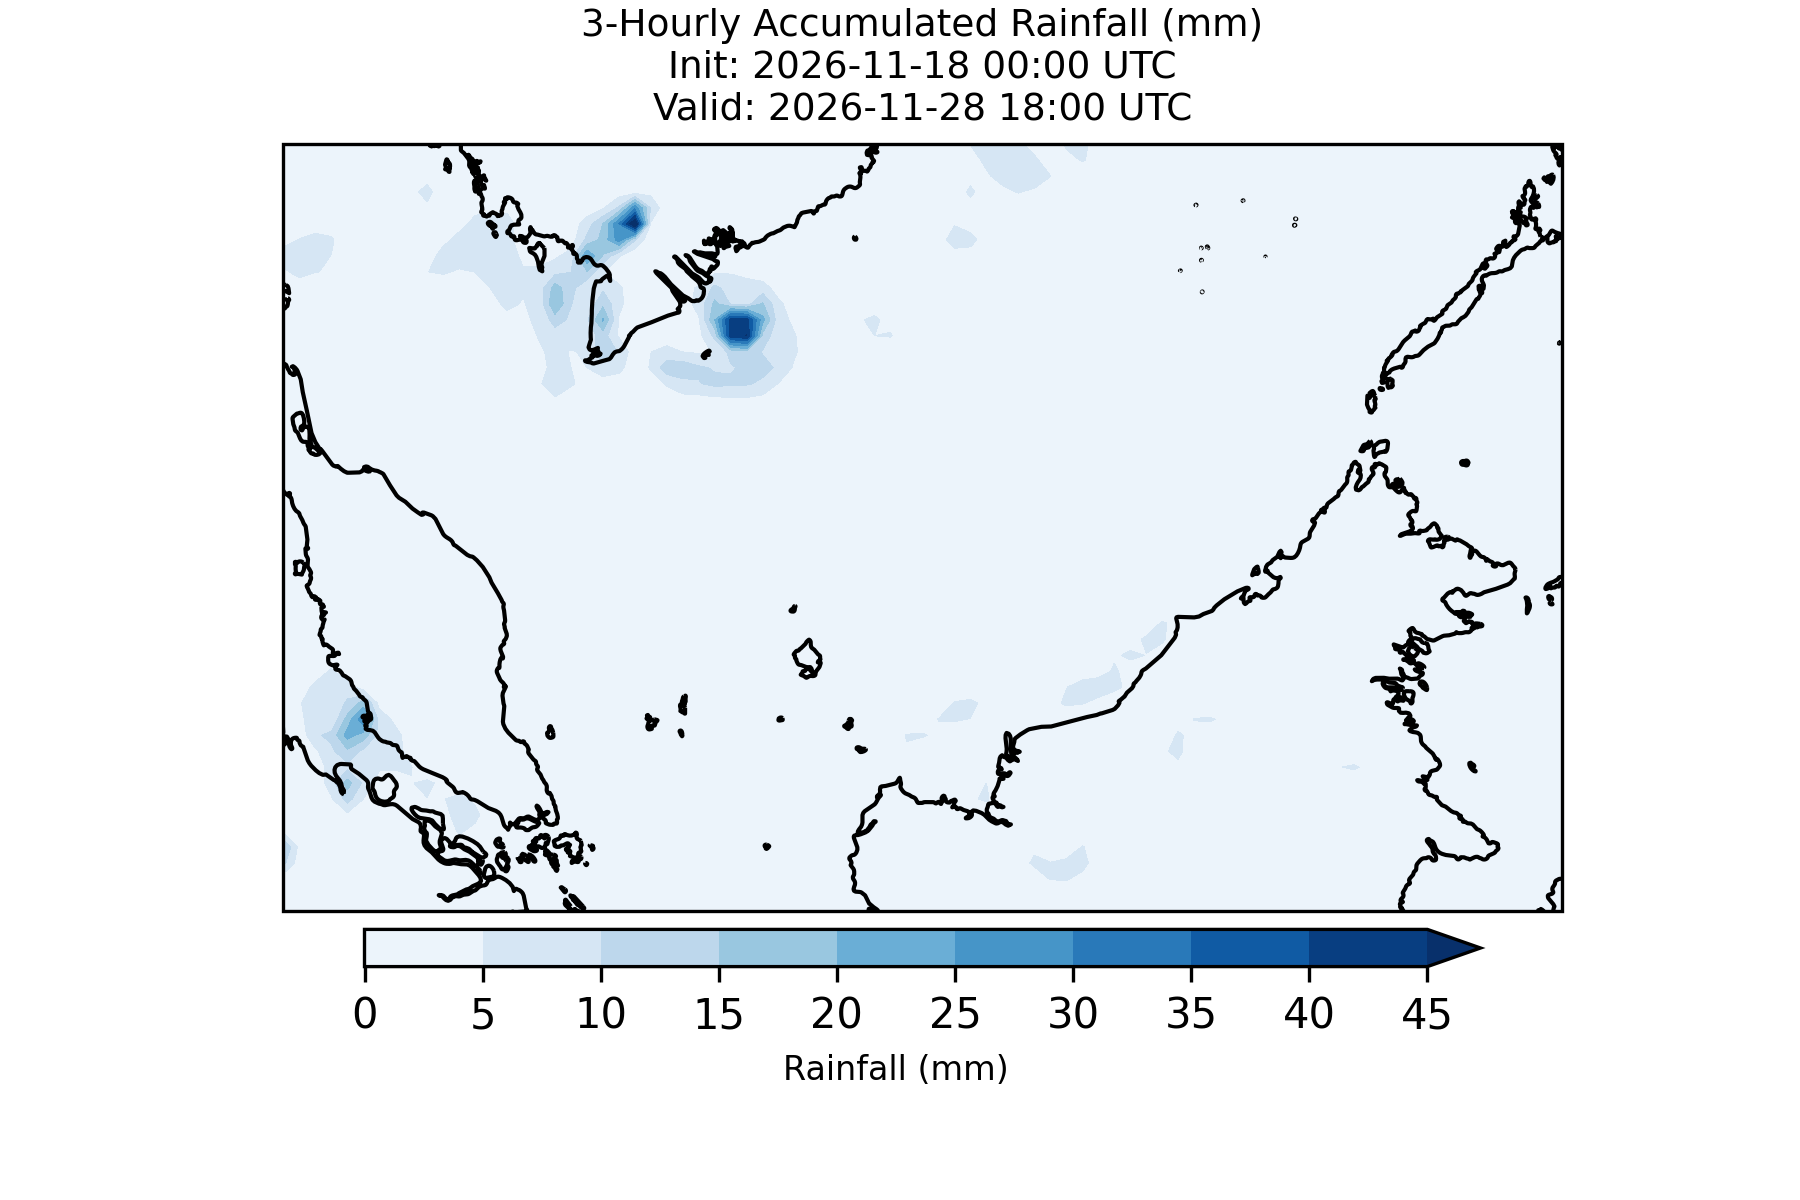 3-Hourly Accumulated Rainfall (mm)
Init: 2026-11-18 00:00 UTC
Valid: 2026-11-28 18:00 UTC
0 5 10 15 20 25 30 35 40 45
Rainfall (mm)